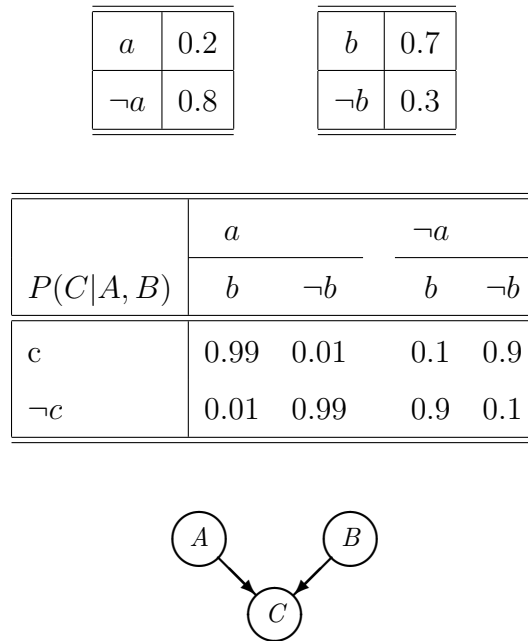 a 0.2 b 0.7
¬a 0.8 ¬b 0.3
a ¬a
P(C|A, B) b ¬b b ¬b
c 0.99 0.01 0.1 0.9
¬c 0.01 0.99 0.9 0.1
A B
C